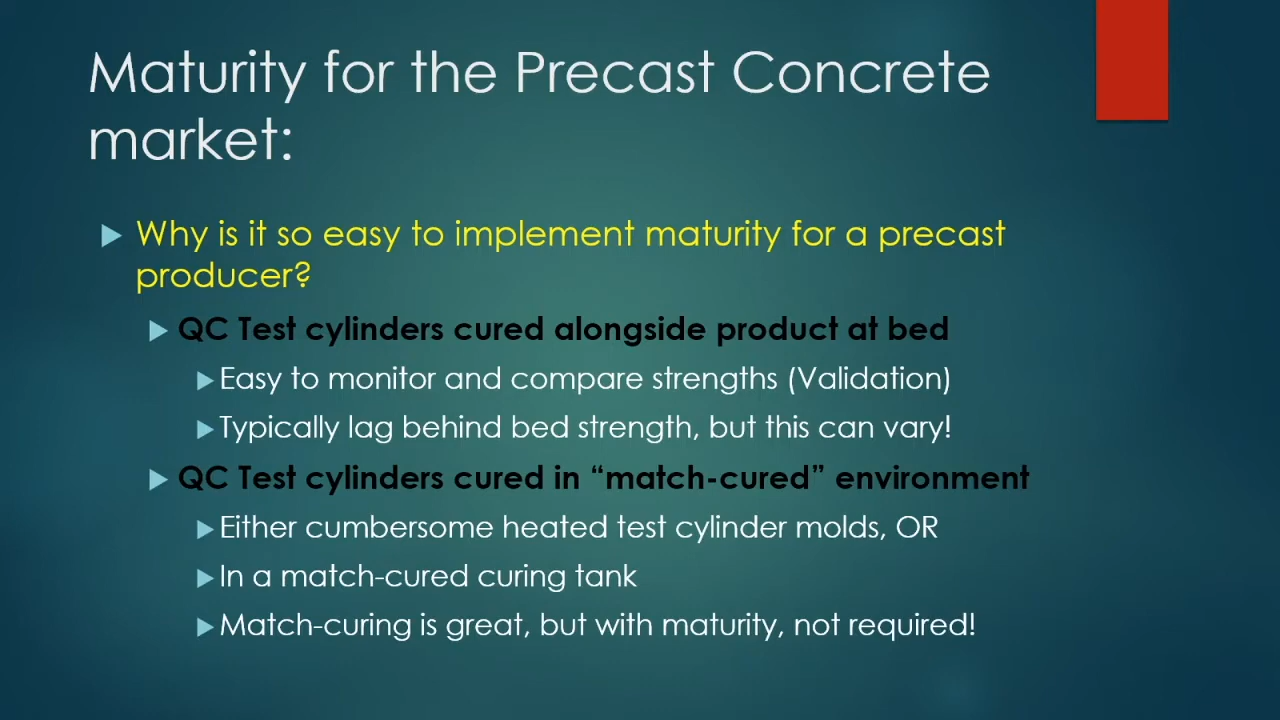 Maturity for the Precast Concrete
market:
Why is it so easy to implement maturity for a precast
producer?
QC Test cylinders cured alongside product at bed
Easy to monitor and compare strengths (Validation)
Typically lag behind bed strength, but this can vary!
QC Test cylinders cured in “match-cured” environment
Either cumbersome heated test cylinder molds, OR
In a match-cured curing tank
Match-curing is great, but with maturity, not required!